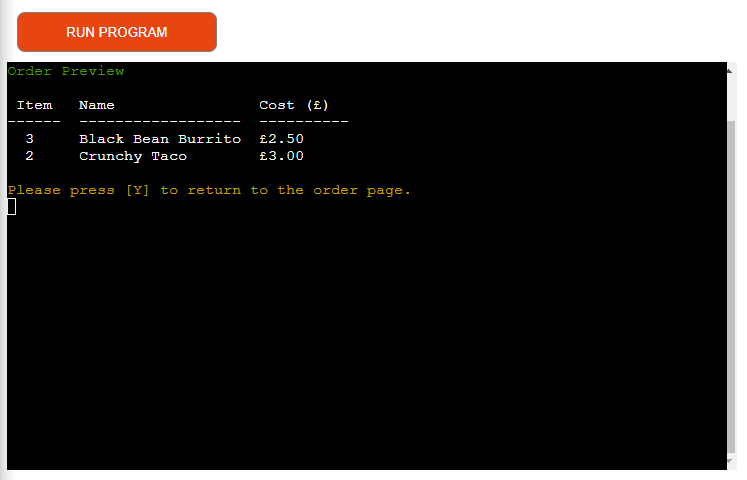 RUN PROGRAM
Order Preview
Item Name Cost (£)
------ ------------------ ----------
3 Black Bean Burrito £2.50
2 Crunchy Taco £3.00
Please press [Y] to return to the order page.